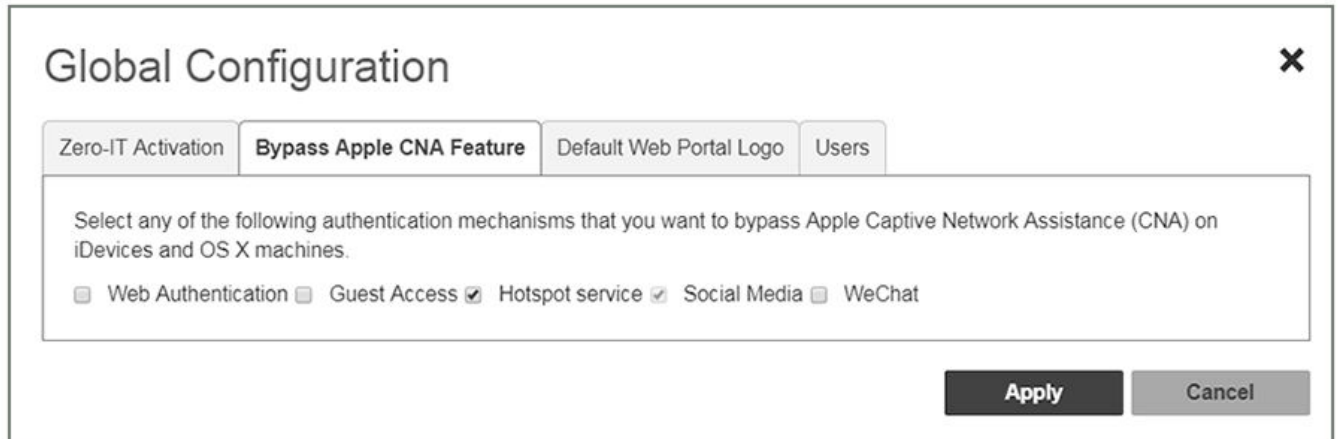 Global Configuration
Zero-IT Activation Bypass Apple CNA Feature Default Web Portal Logo Users
Select any of the following authentication mechanisms that you want to bypass Apple Captive Network Assistance (CNA) on
iDevices and OS X machines.
Web Authentication Guest Access Hotspot service Social Media WeChat
Apply Cancel